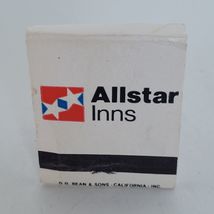 Allstar
Inns
D.D. BEAN & SONS · CALIFORNIA · INC.